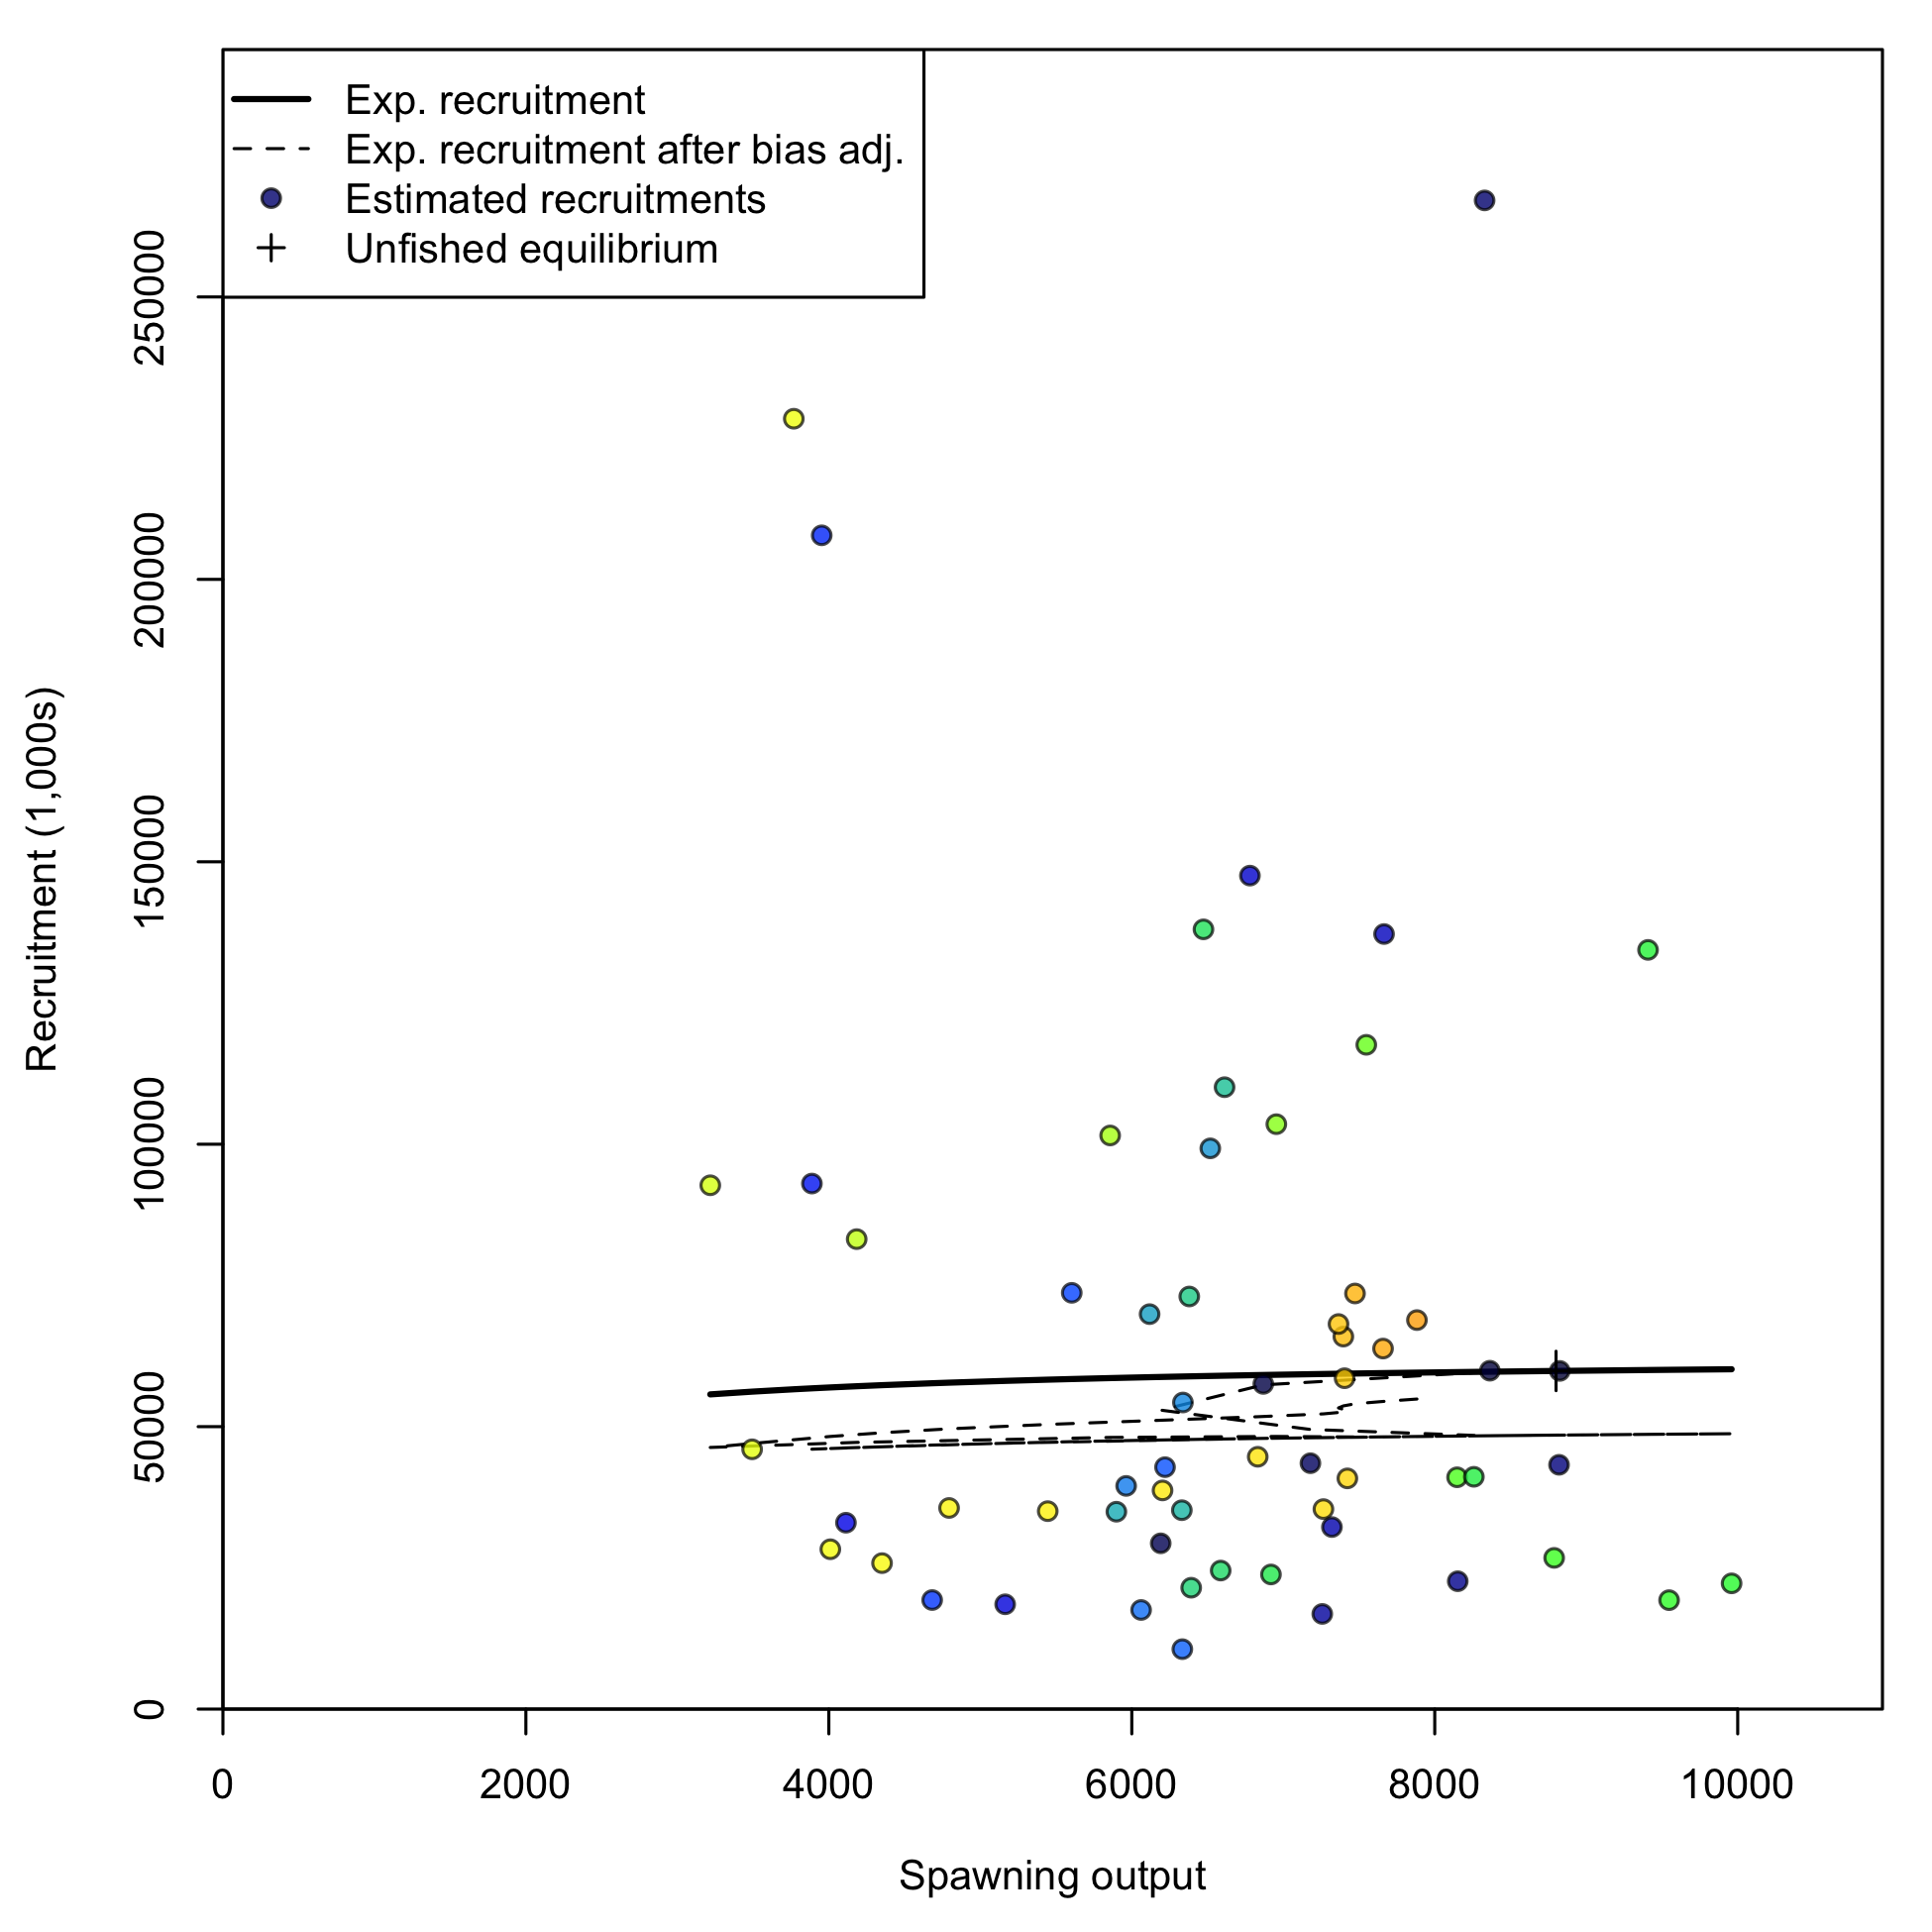 Exp. recruitment
Exp. recruitment after bias adj.
Estimated recruitments
Unfished equilibrium
250000
200000
150000
100000
50000
0
Recruitment (1,000s)
0 2000 4000 6000 8000 10000
Spawning output